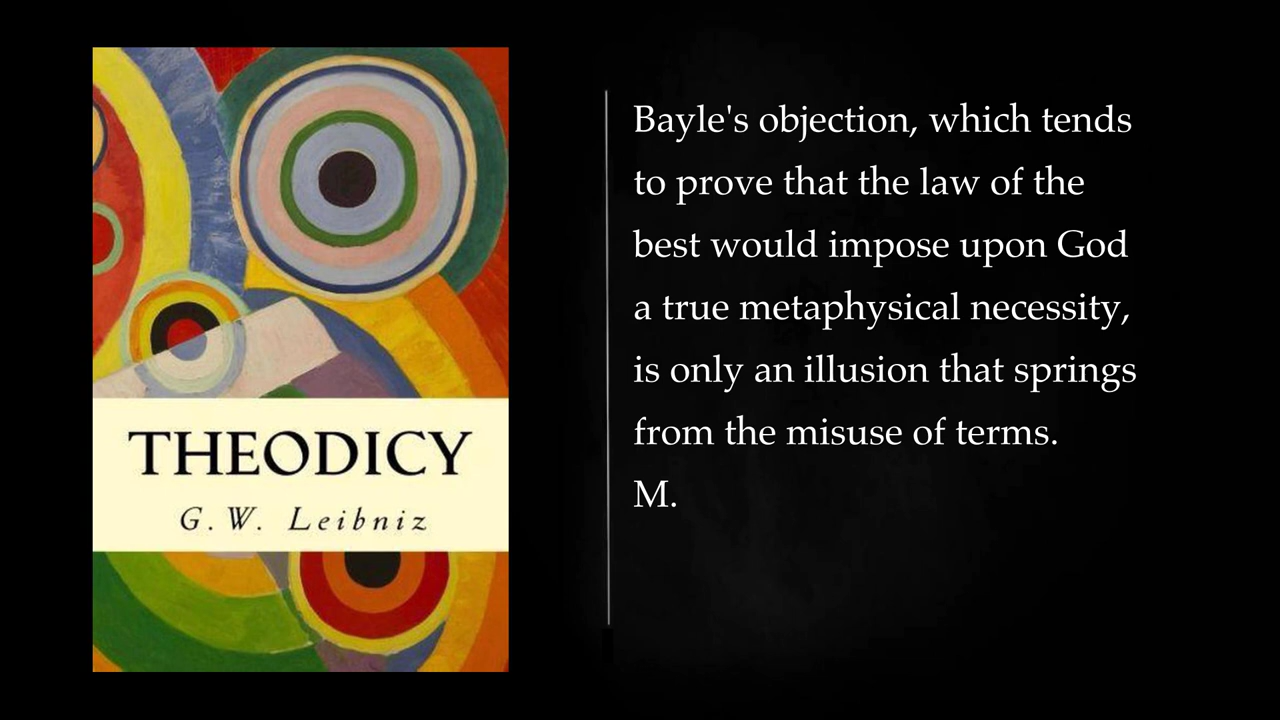 THEODICY
G. W. Leibniz
Bayle's objection, which tends
to prove that the law of the
best would impose upon God
a true metaphysical necessity,
is only an illusion that springs
from the misuse of terms.
M.